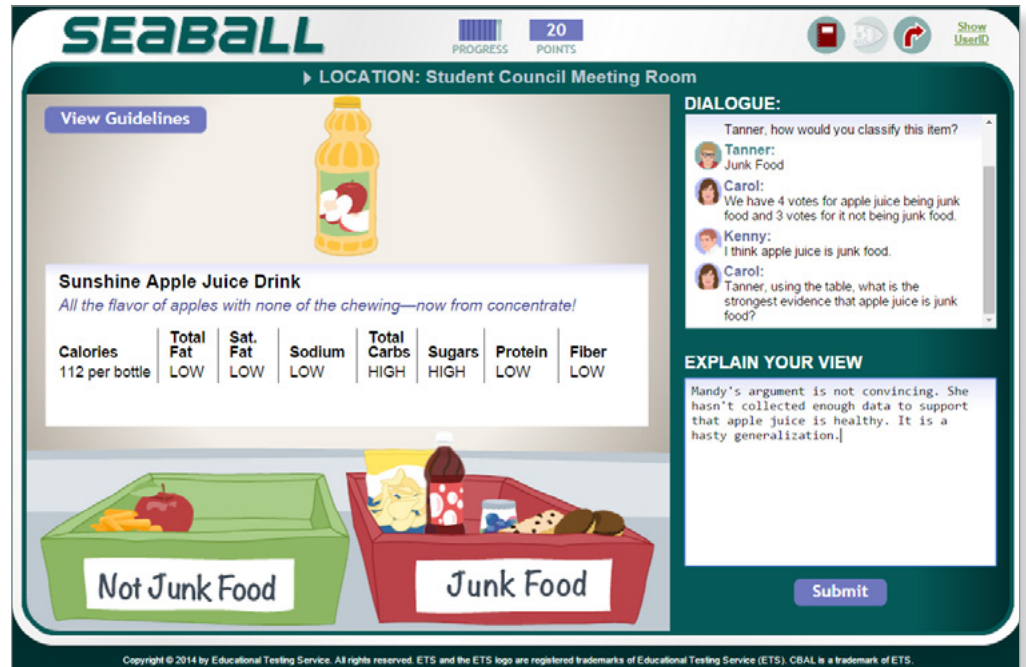 SEABALL
PROGRESS
20
POINTS
Show
UserID
LOCATION: Student Council Meeting Room
View Guidelines
Sunshine Apple Juice Drink
All the flavor of apples with none of the chewing—now from concentrate!
Calories Total Fat Sat. Fat Sodium Total Carbs Sugars Protein Fiber
112 per bottle LOW LOW LOW HIGH HIGH LOW LOW
Not Junk Food
Junk Food
DIALOGUE:
Tanner, how would you classify this item?
Tanner:
Junk Food
Carol:
We have 4 votes for apple juice being junk
food and 3 votes for it not being junk food.
Kenny:
I think apple juice is junk food.
Carol:
Tanner, using the table, what is the
strongest evidence that apple juice is junk
food?
EXPLAIN YOUR VIEW
Mandy's argument is not convincing. She
hasn't collected enough data to support
that apple juice is healthy. It is a
hasty generalization.
Submit
Copyright © 2014 by Educational Testing Service. All rights reserved. ETS and the ETS logo are registered trademarks of Educational Testing Service (ETS). CBAL is a trademark of ETS.